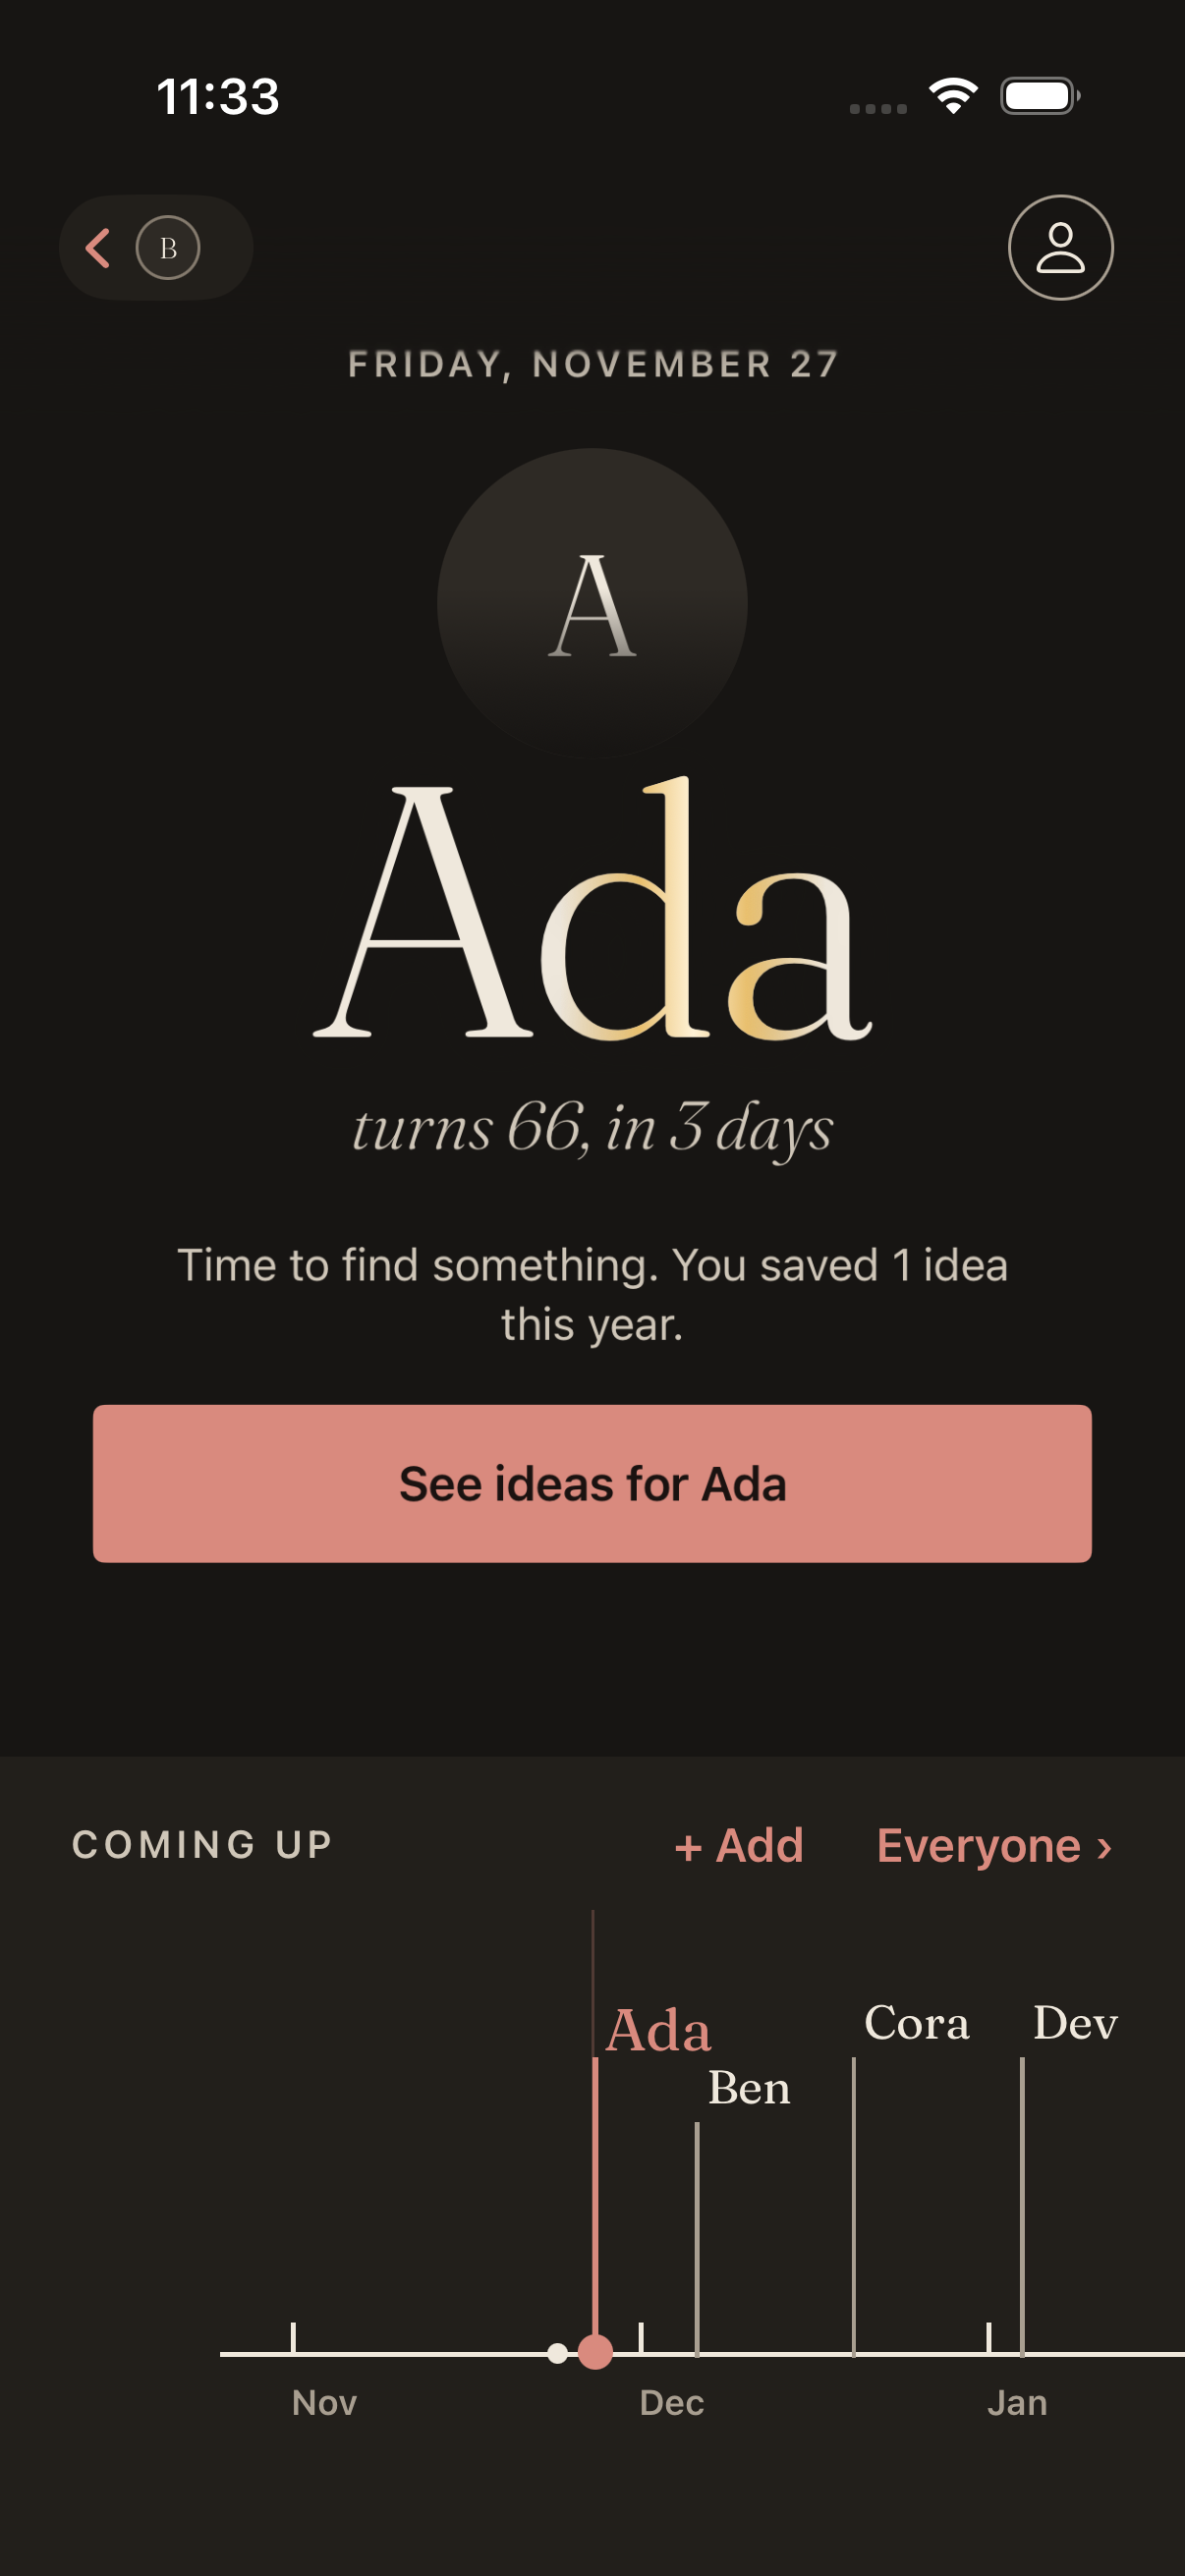 11:33
B
FRIDAY, NOVEMBER 27
A
Ada
turns 66, in 3 days
Time to find something. You saved 1 idea
this year.
See ideas for Ada
COMING UP
+ Add
Everyone ›
Ada
Ben
Cora
Dev
Nov
Dec
Jan